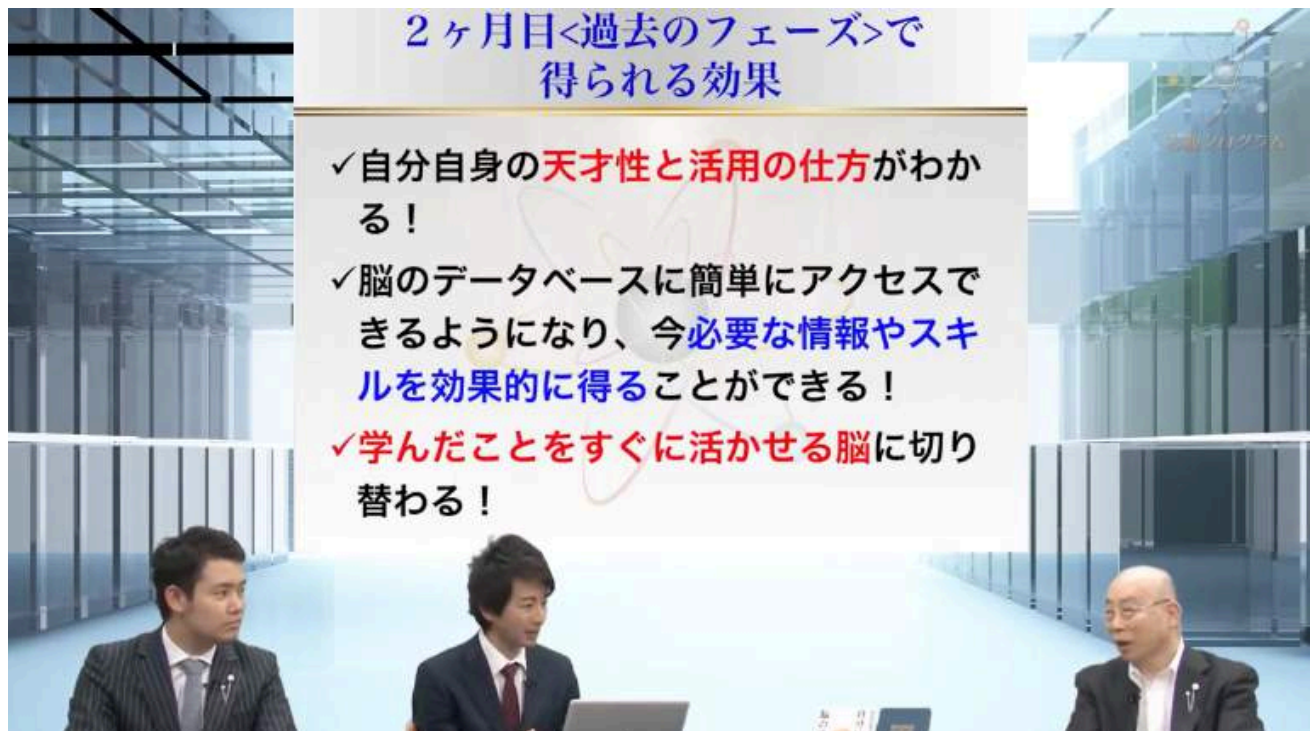 ２ヶ月目<過去のフェーズ>で
得られる効果
✓自分自身の天才性と活用の仕方がわか
る！
✓脳のデータベースに簡単にアクセスで
きるようになり、今必要な情報やスキ
ルを効果的に得ることができる！
✓学んだことをすぐに活かせる脳に切り
替わる！